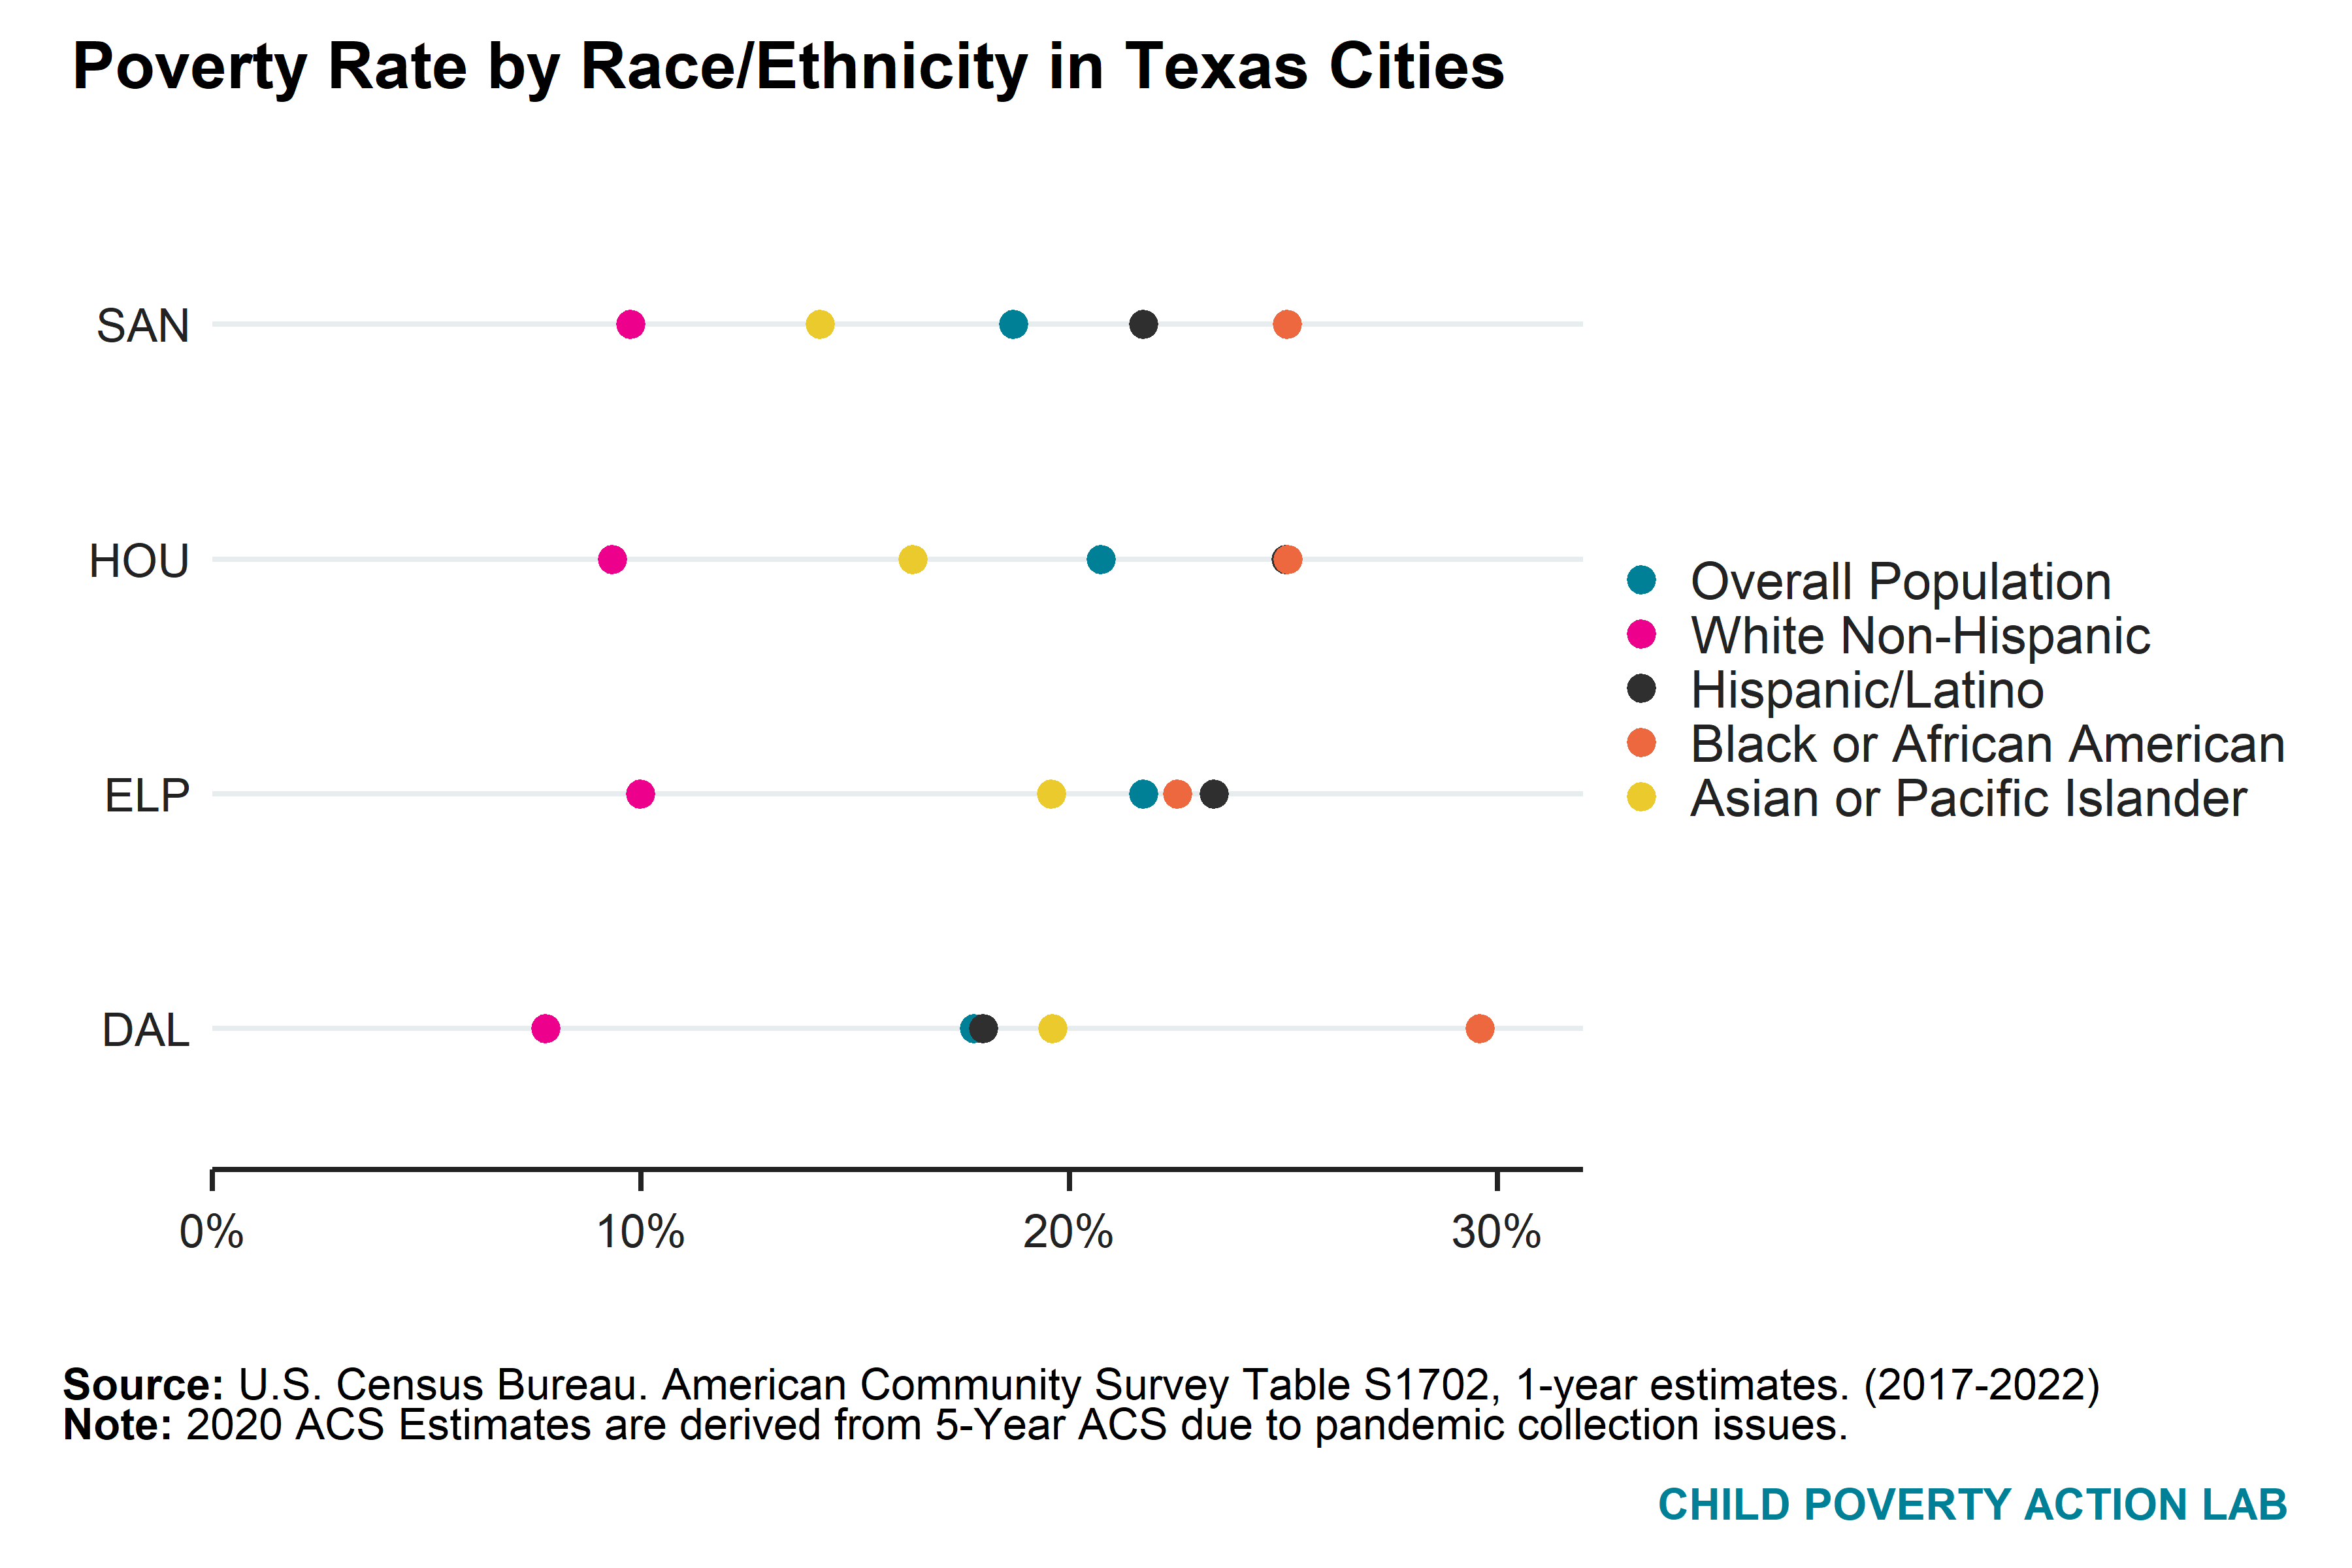 Poverty Rate by Race/Ethnicity in Texas Cities
SAN
HOU
ELP
DAL
0%
10%
20%
30%
Overall Population
White Non-Hispanic
Hispanic/Latino
Black or African American
Asian or Pacific Islander
Source: U.S. Census Bureau. American Community Survey Table S1702, 1-year estimates. (2017-2022)
Note: 2020 ACS Estimates are derived from 5-Year ACS due to pandemic collection issues.
CHILD POVERTY ACTION LAB